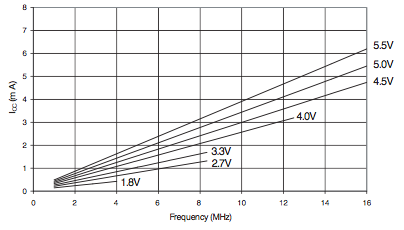 8
7
6
5
4
3
2
1
0
I_CC (m A)
5.5V
5.0V
4.5V
4.0V
3.3V
2.7V
1.8V
0 2 4 6 8 10 12 14 16
Frequency (MHz)